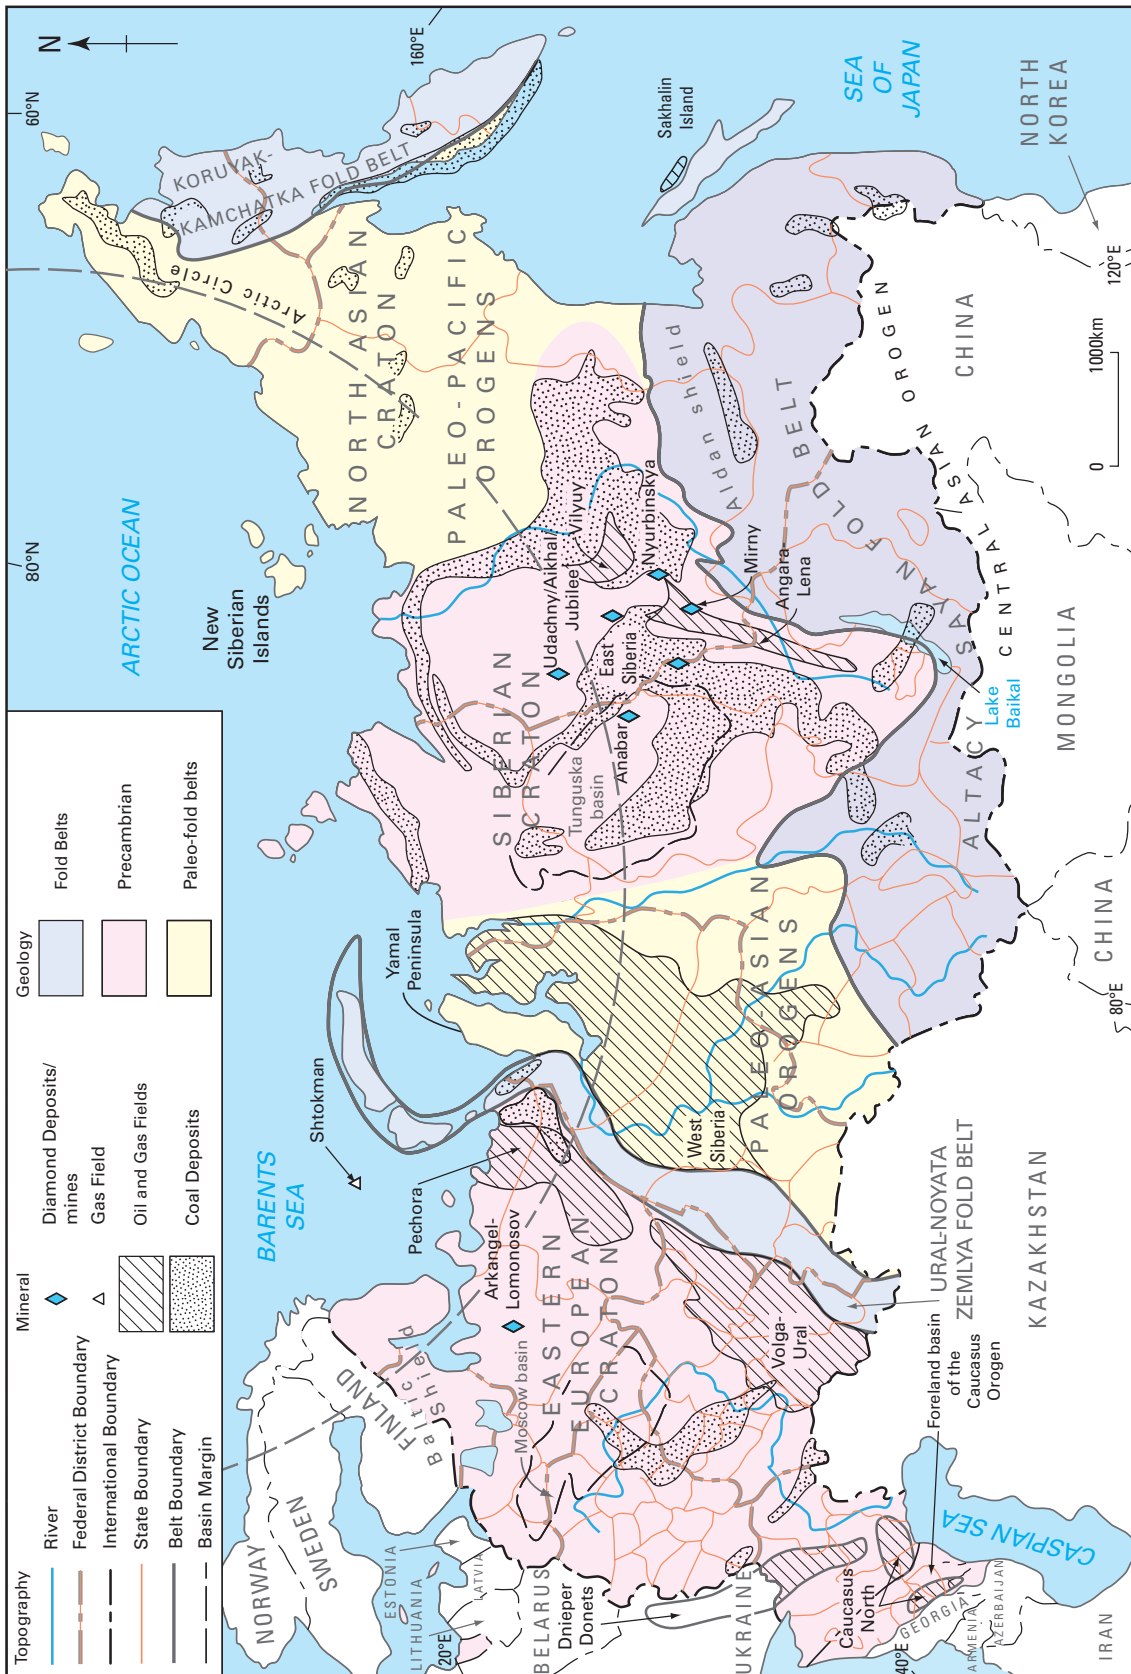 Topography
River
Federal District Boundary
International Boundary
State Boundary
Belt Boundary
Basin Margin
Mineral
Diamond Deposits/
mines
Gas Field
Oil and Gas Fields
Coal Deposits
Geology
Fold Belts
Precambrian
Paleo-fold belts
N
60°N
80°N
160°E
120°E
80°E
40°E
20°E
0
1000km
ARCTIC OCEAN
BARENTS
SEA
SEA
OF
JAPAN
CASPIAN SEA
New
Siberian
Islands
Sakhalin
Island
Yamal
Peninsula
Shtokman
Pechora
Arkangel-
Lomonosov
Arctic Circle
KORUYAK-
KAMCHATKA FOLD BELT
NORTH ASIAN
CRATON
PALEO-PACIFIC
OROGENS
SIBERIAN
CRATON
Tunguska
basin
Anabar
East
Siberia
Udachny/Aikhal
Jubilee
Vilyuy
Nyurbinskya
Mirny
Angara-
Lena
Aldan shield
ALTACY SAYAN FOLD BELT
CENTRAL ASIAN OROGEN
Lake
Baikal
PALEO-ASIAN
OROGENS
West
Siberia
URAL-NOYATA
ZEMLYA FOLD BELT
Volga-
Ural
EASTERN
EUROPEAN
CRATON
Moscow basin
Baltic
Shield
Foreland basin
of the
Caucasus
Orogen
Caucasus
North
Dnieper
Donets
NORWAY
SWEDEN
FINLAND
ESTONIA
LATVIA
LITHUANIA
BELARUS
UKRAINE
GEORGIA
ARMENIA
AZERBAIJAN
IRAN
KAZAKHSTAN
CHINA
MONGOLIA
CHINA
NORTH
KOREA